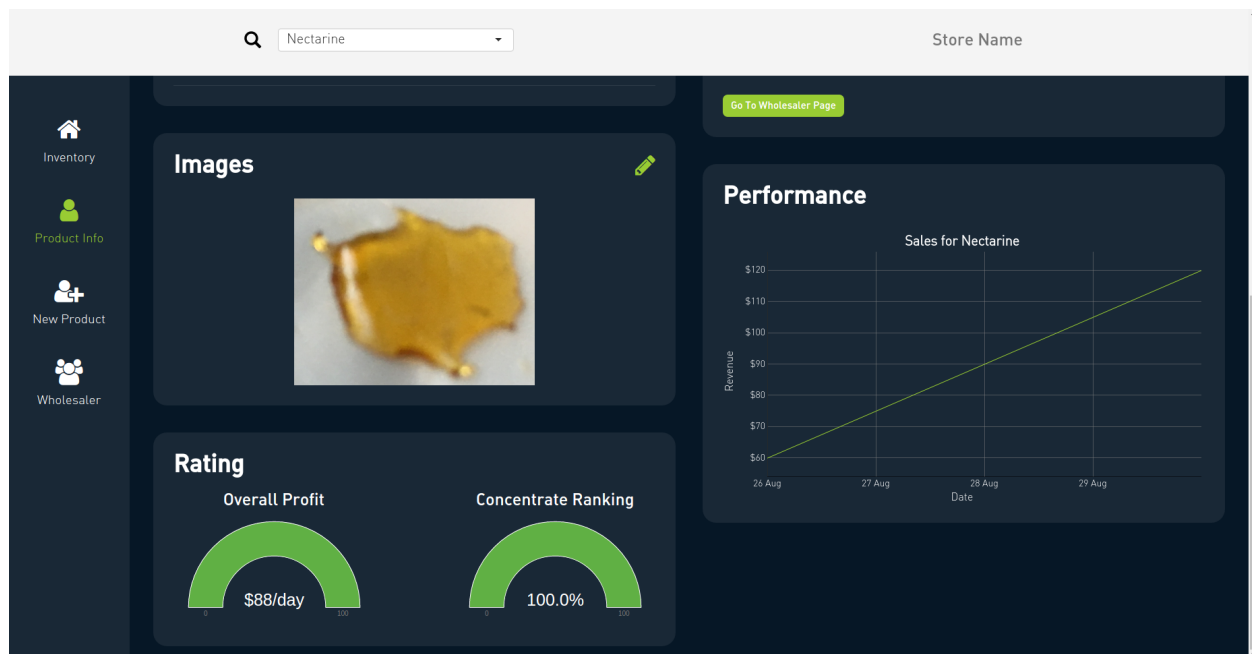 Nectarine
Store Name
Inventory
Product Info
New Product
Wholesaler
Go To Wholesaler Page
Images
Rating
Overall Profit
$88/day
0
100
Concentrate Ranking
100.0%
0
100
Performance
Sales for Nectarine
$120
$110
$100
$90
$80
$70
$60
Revenue
26 Aug
27 Aug
28 Aug
29 Aug
Date